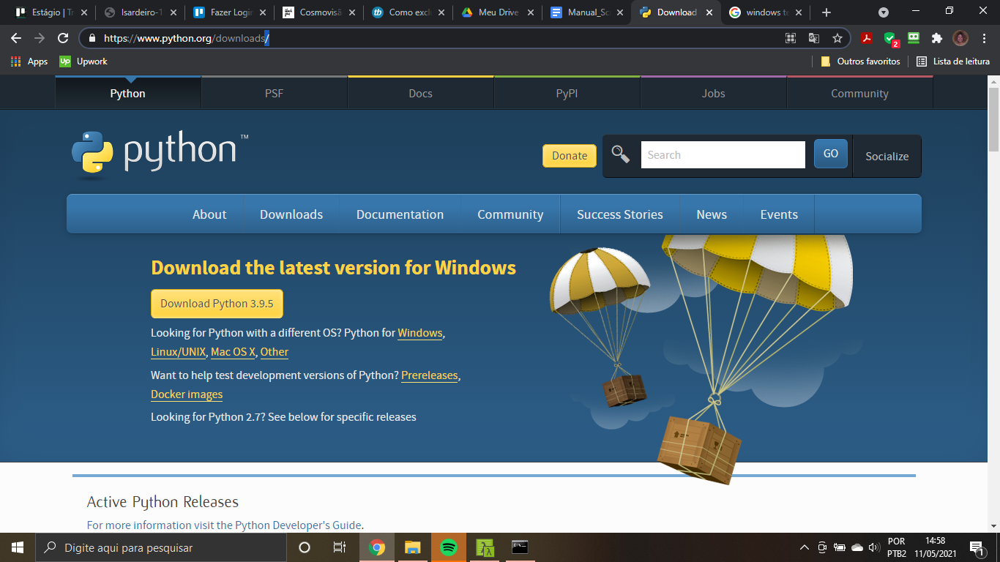 Estágio | Tr
Isardeiro-1
Fazer Login
Cosmovisã
Como excl
Meu Drive
Manual_Sc
Download
windows te
https://www.python.org/downloads/
2
Apps
Upwork
Outros favoritos
Lista de leitura
Python
PSF
Docs
PyPI
Jobs
Community
python™
Donate
Search
GO
Socialize
About
Downloads
Documentation
Community
Success Stories
News
Events
Download the latest version for Windows
Download Python 3.9.5
Looking for Python with a different OS? Python for Windows,
Linux/UNIX, Mac OS X, Other
Want to help test development versions of Python? Prereleases,
Docker images
Looking for Python 2.7? See below for specific releases
Active Python Releases
For more information visit the Python Developer's Guide.
Digite aqui para pesquisar
POR
PTB2
14:58
11/05/2021
1